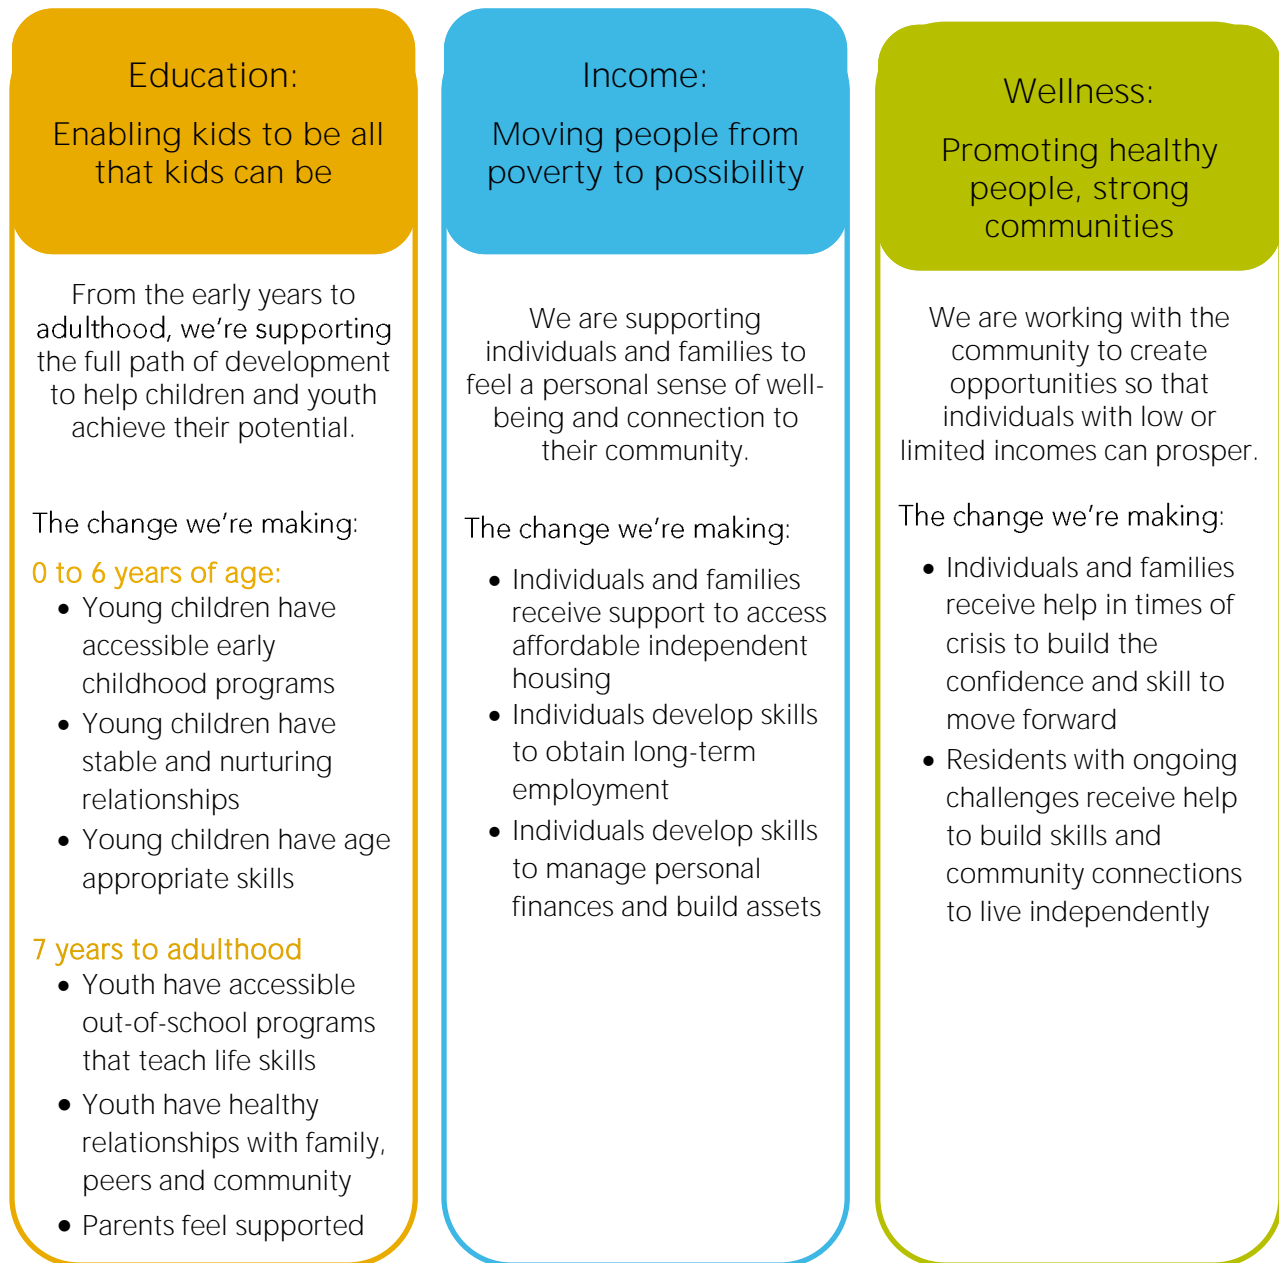 Education:
Enabling kids to be all
that kids can be
From the early years to
adulthood, we're supporting
the full path of development
to help children and youth
achieve their potential.
The change we're making:
0 to 6 years of age:
• Young children have
accessible early
childhood programs
• Young children have
stable and nurturing
relationships
• Young children have age
appropriate skills
7 years to adulthood
• Youth have accessible
out-of-school programs
that teach life skills
• Youth have healthy
relationships with family,
peers and community
• Parents feel supported
Income:
Moving people from
poverty to possibility
We are supporting
individuals and families to
feel a personal sense of well-
being and connection to
their community.
The change we're making:
• Individuals and families
receive support to access
affordable independent
housing
• Individuals develop skills
to obtain long-term
employment
• Individuals develop skills
to manage personal
finances and build assets
Wellness:
Promoting healthy
people, strong
communities
We are working with the
community to create
opportunities so that
individuals with low or
limited incomes can prosper.
The change we're making:
• Individuals and families
receive help in times of
crisis to build the
confidence and skill to
move forward
• Residents with ongoing
challenges receive help
to build skills and
community connections
to live independently